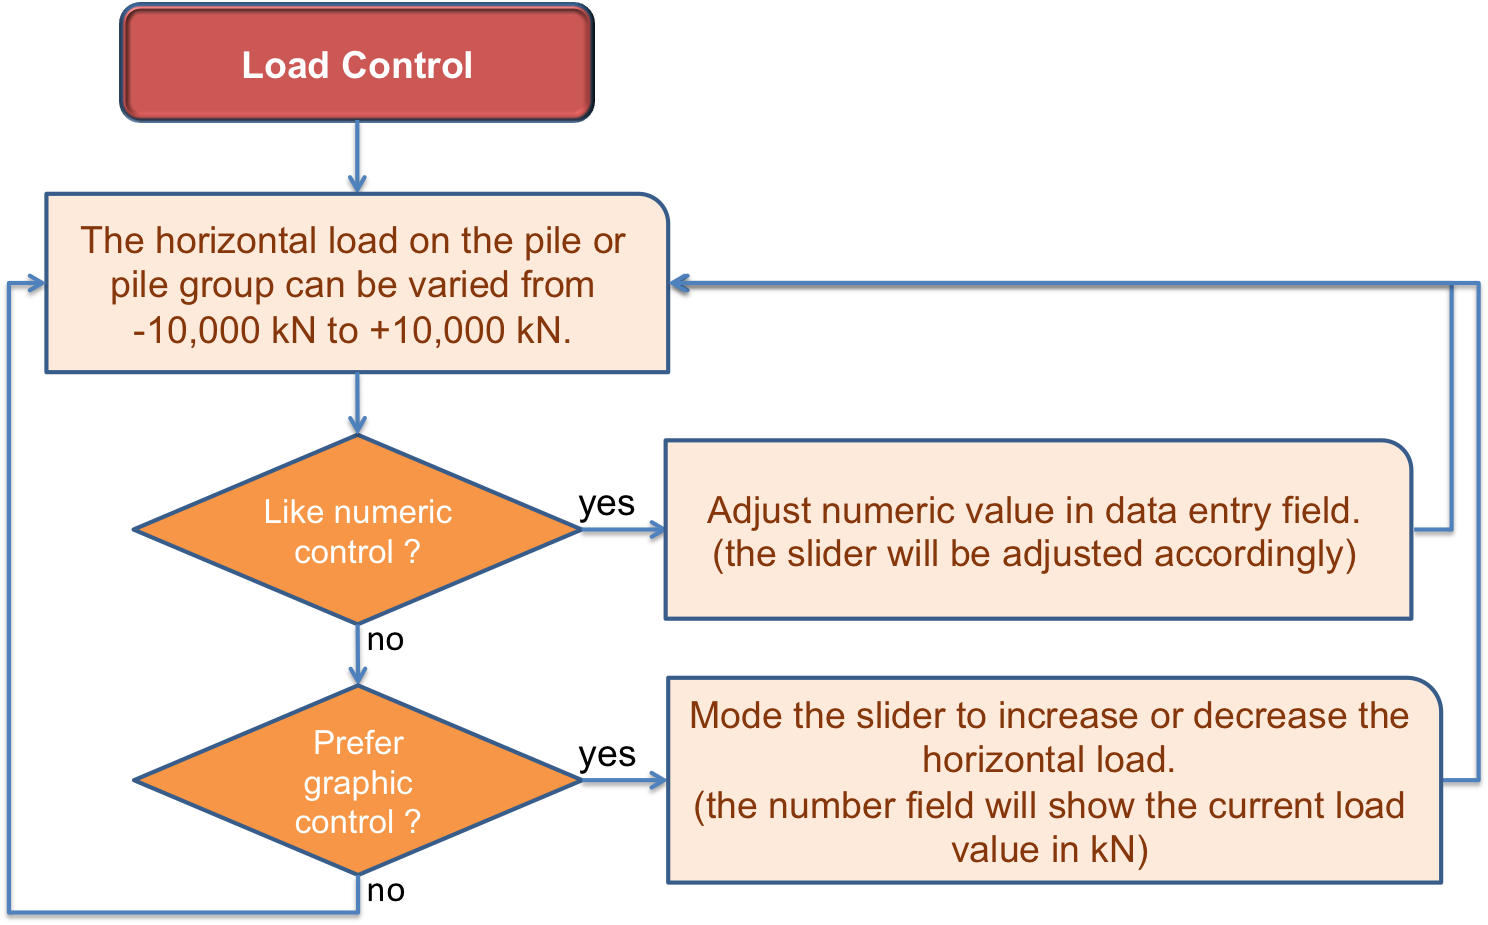 Load Control
The horizontal load on the pile or
pile group can be varied from
-10,000 kN to +10,000 kN.
Like numeric
control ?
yes
Adjust numeric value in data entry field.
(the slider will be adjusted accordingly)
no
Prefer
graphic
control ?
yes
Mode the slider to increase or decrease the
horizontal load.
(the number field will show the current load
value in kN)
no